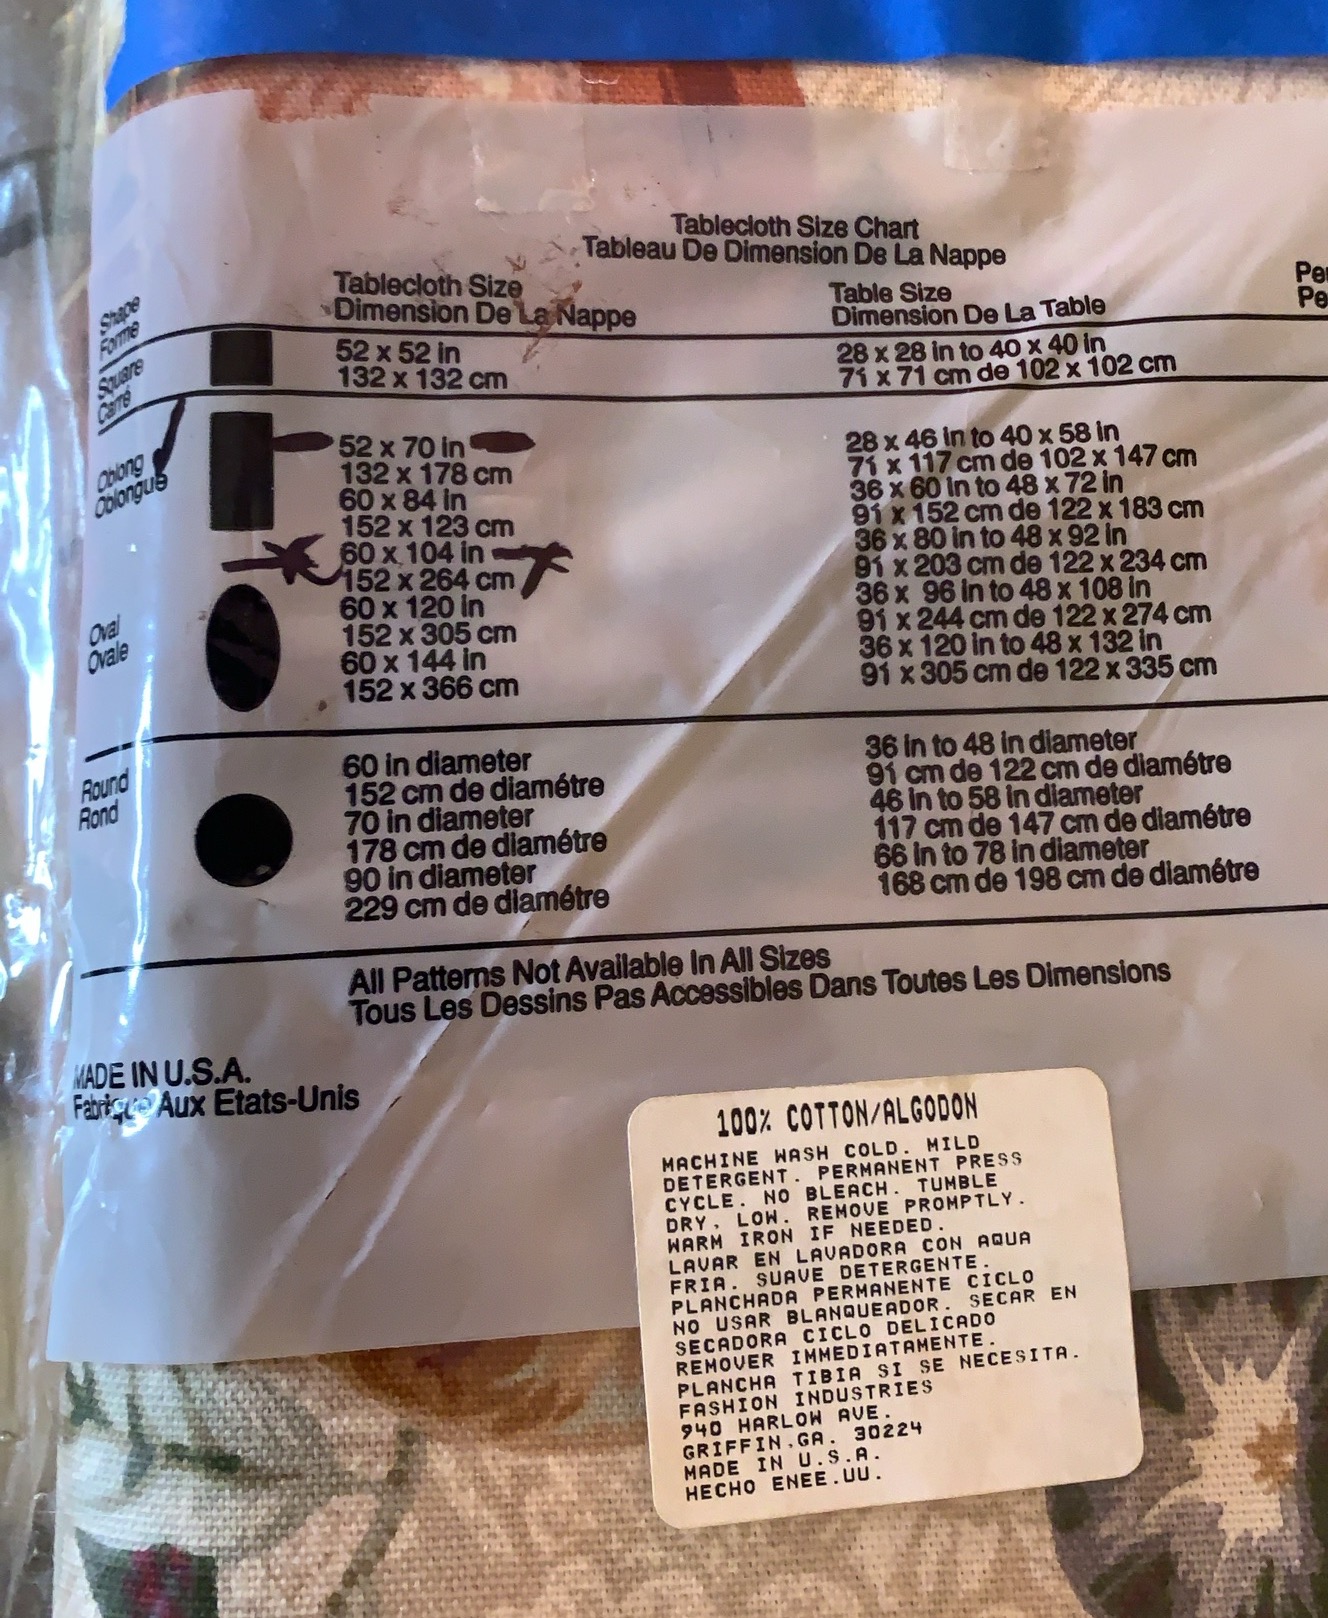 Tablecloth Size Chart
Tableau De Dimension De La Nappe
Shape
Forme
Tablecloth Size
Dimension De La Nappe
Table Size
Dimension De La Table
Square
Carré
52 x 52 in
132 x 132 cm
28 x 28 in to 40 x 40 in
71 x 71 cm de 102 x 102 cm
Oblong
Oblongue
Oval
Ovale
52 x 70 in
132 x 178 cm
60 x 84 in
152 x 123 cm
60 x 104 in
152 x 264 cm
60 x 120 in
152 x 305 cm
60 x 144 in
152 x 366 cm
28 x 46 in to 40 x 58 in
71 x 117 cm de 102 x 147 cm
36 x 60 in to 48 x 72 in
91 x 152 cm de 122 x 183 cm
36 x 80 in to 48 x 92 in
91 x 203 cm de 122 x 234 cm
36 x 96 in to 48 x 108 in
91 x 244 cm de 122 x 274 cm
36 x 120 in to 48 x 132 in
91 x 305 cm de 122 x 335 cm
Round
Rond
60 in diameter
152 cm de diamétre
70 in diameter
178 cm de diamétre
90 in diameter
229 cm de diamétre
36 in to 48 in diameter
91 cm de 122 cm de diamétre
46 in to 58 in diameter
117 cm de 147 cm de diamétre
66 in to 78 in diameter
168 cm de 198 cm de diamétre
All Patterns Not Available In All Sizes
Tous Les Dessins Pas Accessibles Dans Toutes Les Dimensions
MADE IN U.S.A.
Fabriqué Aux Etats-Unis
100% COTTON/ALGODON
MACHINE WASH COLD. MILD
DETERGENT. PERMANENT PRESS
CYCLE. NO BLEACH. TUMBLE
DRY, LOW. REMOVE PROMPTLY.
WARM IRON IF NEEDED.
LAVAR EN LAVADORA CON AQUA
FRIA. SUAVE DETERGENTE.
PLANCHADA PERMANENTE CICLO
NO USAR BLANQUEADOR. SECAR EN
SECADORA CICLO DELICADO
REMOVER IMMEDIATAMENTE.
PLANCHA TIBIA SI SE NECESITA.
FASHION INDUSTRIES
940 HARLOW AVE.
GRIFFIN,GA. 30224
MADE IN U.S.A.
HECHO ENEE.UU.